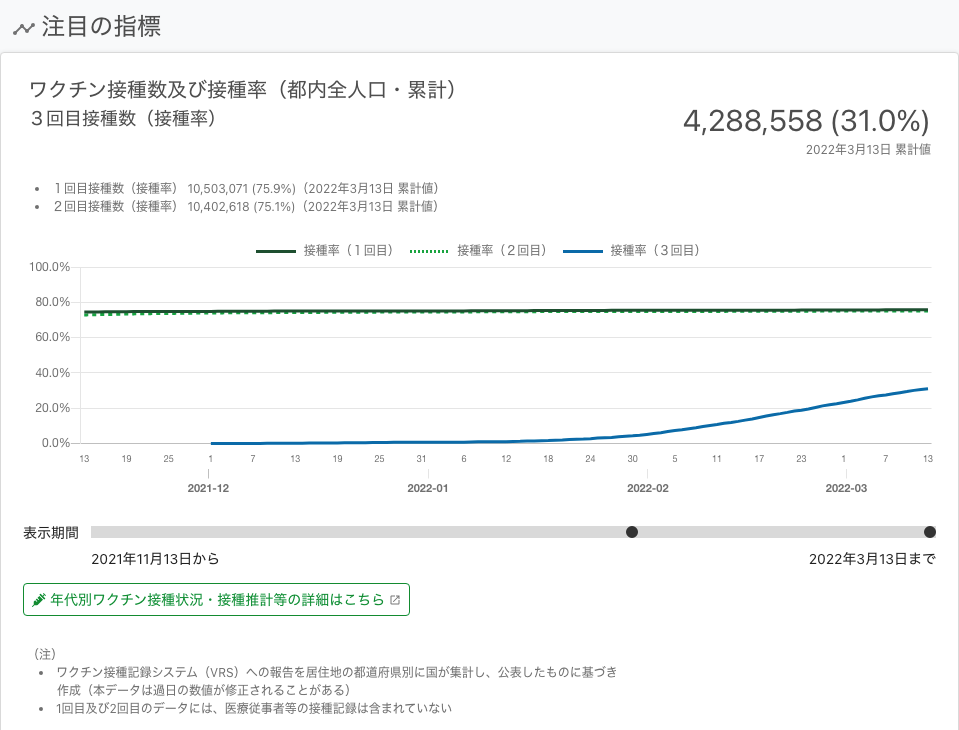 注目の指標
ワクチン接種数及び接種率（都内全人口・累計）
３回目接種数（接種率）
4,288,558 (31.0%)
2022年3月13日 累計値
• １回目接種数（接種率） 10,503,071 (75.9%)（2022年3月13日 累計値）
• ２回目接種数（接種率） 10,402,618 (75.1%)（2022年3月13日 累計値）
接種率（１回目） 接種率（２回目） 接種率（３回目）
100.0%
80.0%
60.0%
40.0%
20.0%
0.0%
13 19 25 1 7 13 19 25 31 6 12 18 24 30 5 11 17 23 1 7 13
2021-12 2022-01 2022-02 2022-03
表示期間
2021年11月13日から 2022年3月13日まで
年代別ワクチン接種状況・接種推計等の詳細はこちら
（注）
• ワクチン接種記録システム（VRS）への報告を居住地の都道府県別に国が集計し、公表したものに基づき
作成（本データは過日の数値が修正されることがある）
• 1回目及び2回目のデータには、医療従事者等の接種記録は含まれていない